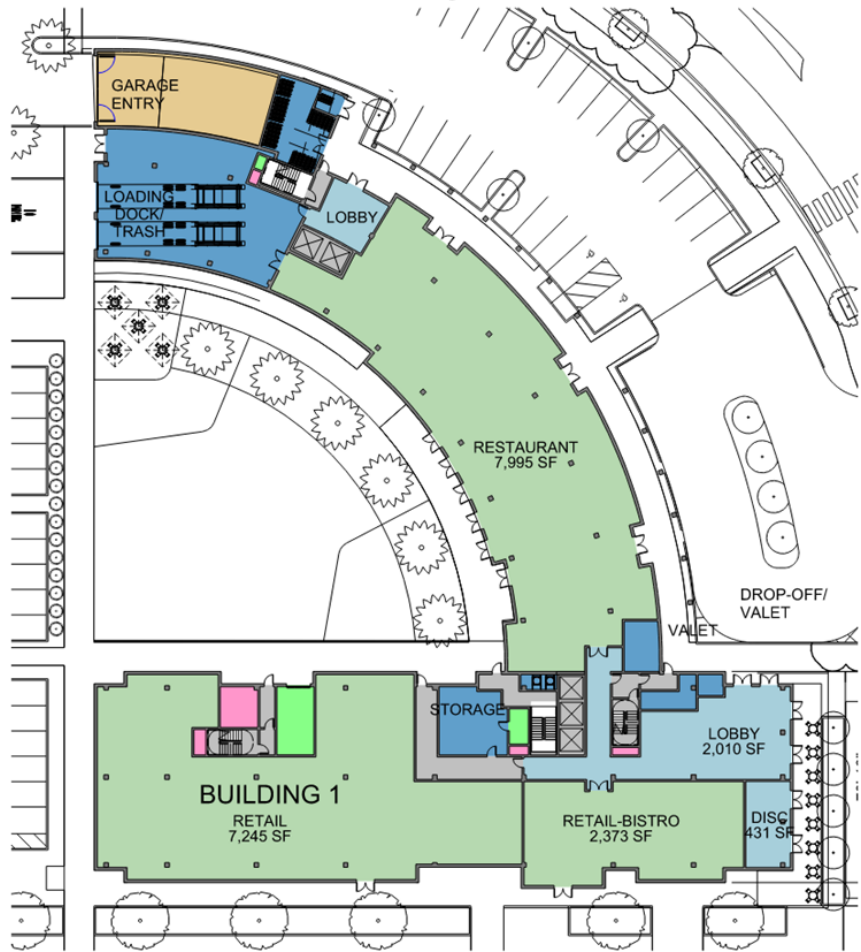 GARAGE
ENTRY
LOADING
DOCK/
TRASH
LOBBY
RESTAURANT
7,995 SF
DROP-OFF/
VALET
VALET
STORAGE
LOBBY
2,010 SF
BUILDING 1
RETAIL
7,245 SF
RETAIL-BISTRO
2,373 SF
DISC
431 SF